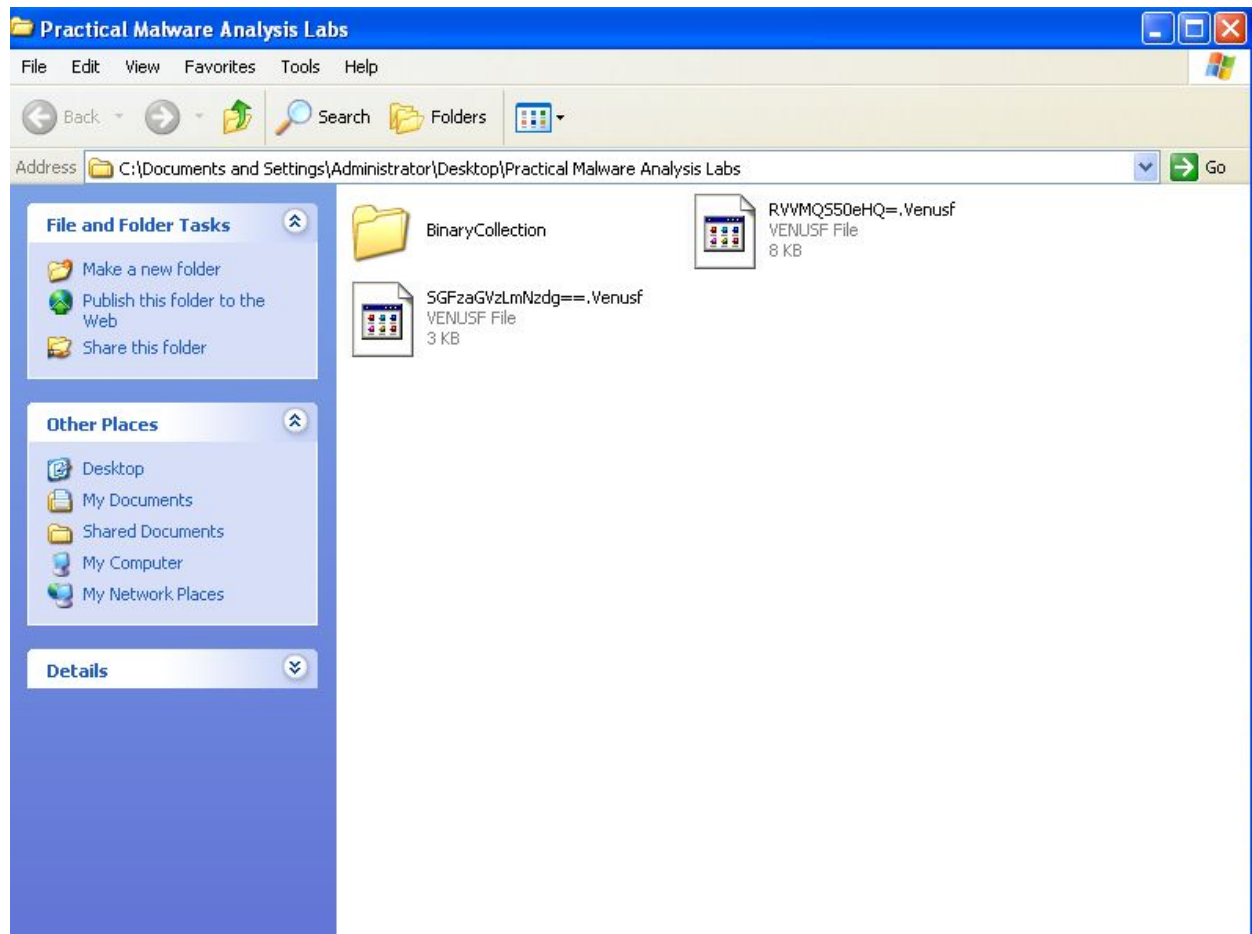 Practical Malware Analysis Labs
File Edit View Favorites Tools Help
Back Search Folders
Address C:\Documents and Settings\Administrator\Desktop\Practical Malware Analysis Labs Go
File and Folder Tasks
Make a new folder
Publish this folder to the
Web
Share this folder
Other Places
Desktop
My Documents
Shared Documents
My Computer
My Network Places
Details
BinaryCollection
RVVMQS50eHQ=.Venusf
VENUSF File
8 KB
SGFzaGVzLmNzdg==.Venusf
VENUSF File
3 KB